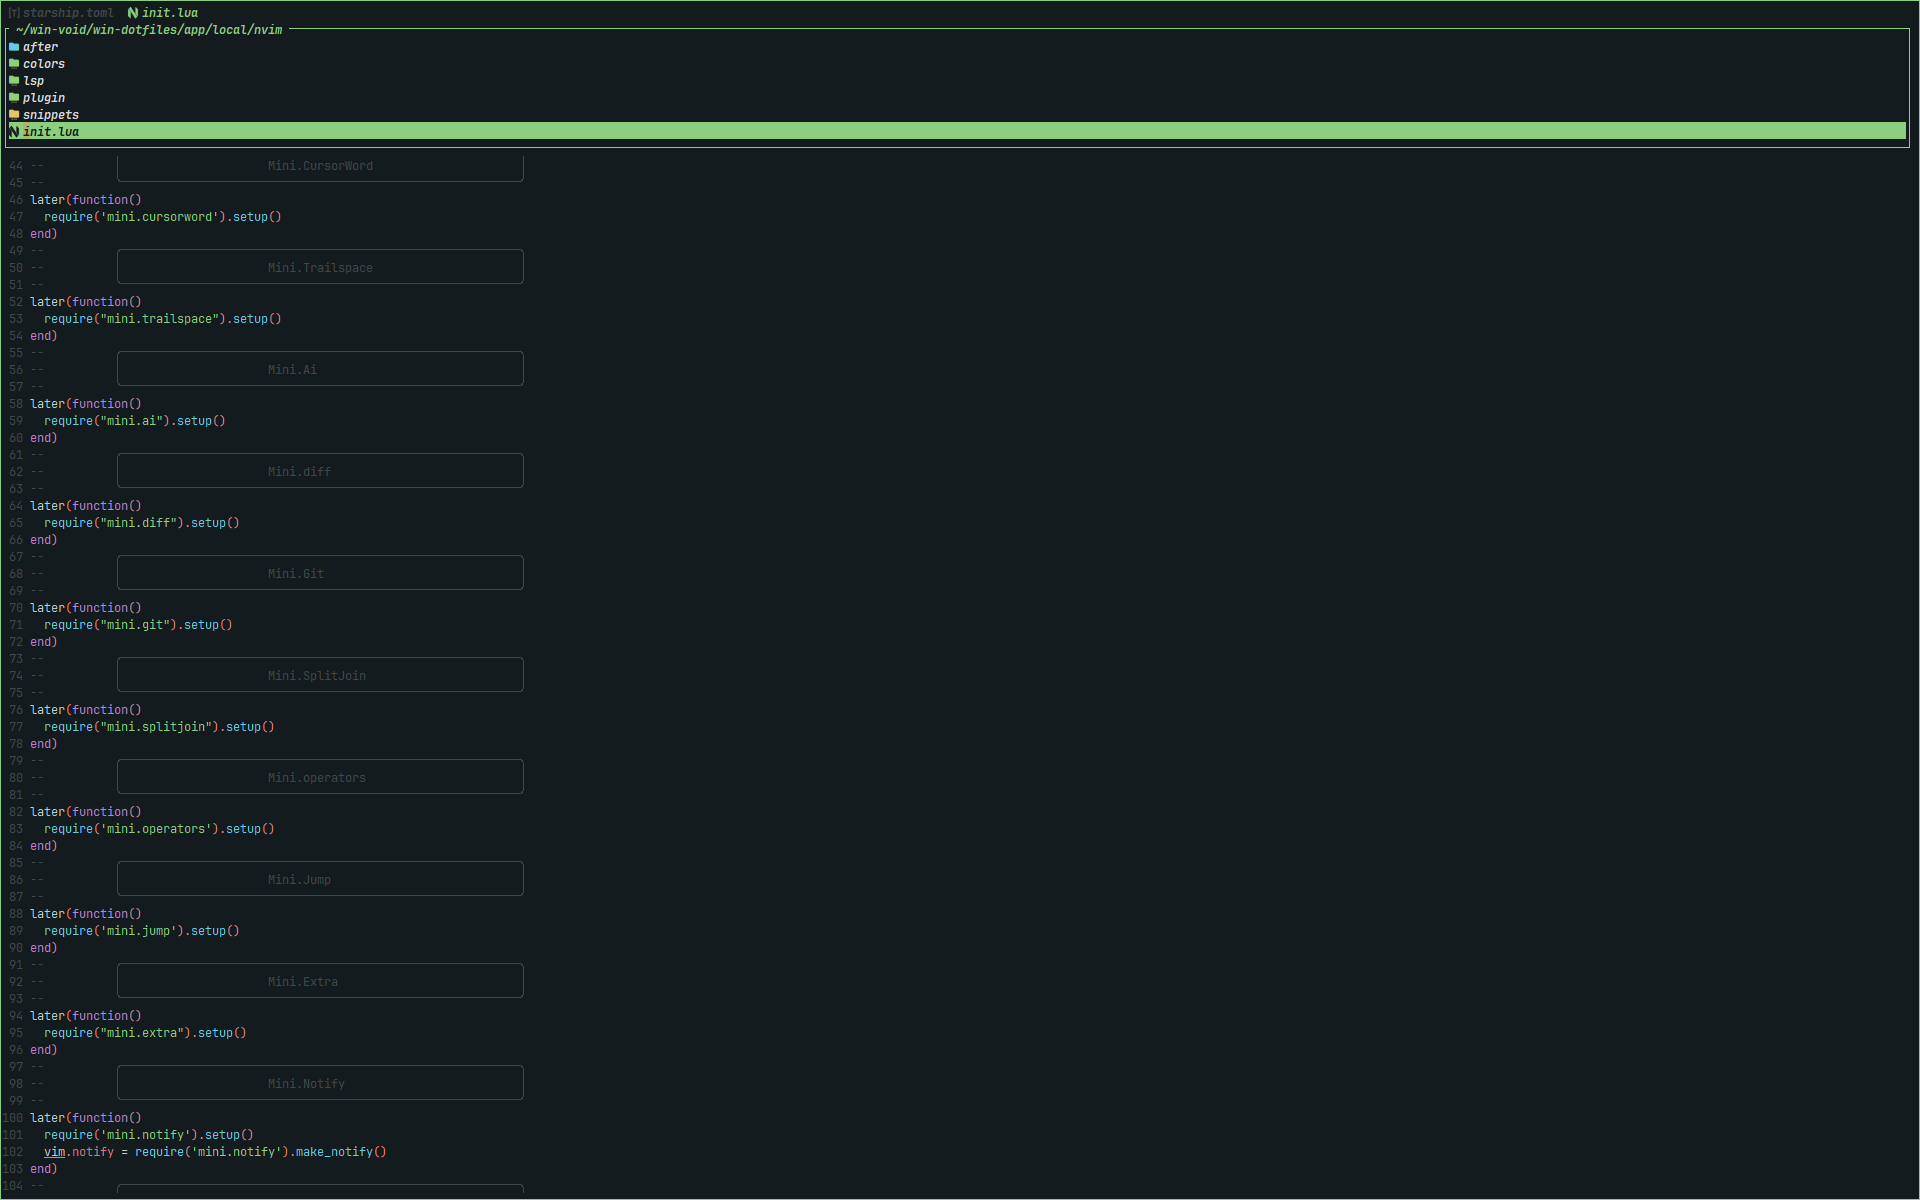 [T] starship.toml  init.lua
~/win-void/win-dotfiles/app/local/nvim
after
colors
lsp
plugin
snippets
init.lua
44 -- Mini.CursorWord
45 --
46 later(function()
47   require('mini.cursorword').setup()
48 end)
49 --
50 -- Mini.Trailspace
51 --
52 later(function()
53   require("mini.trailspace").setup()
54 end)
55 --
56 -- Mini.Ai
57 --
58 later(function()
59   require("mini.ai").setup()
60 end)
61 --
62 -- Mini.diff
63 --
64 later(function()
65   require("mini.diff").setup()
66 end)
67 --
68 -- Mini.Git
69 --
70 later(function()
71   require("mini.git").setup()
72 end)
73 --
74 -- Mini.SplitJoin
75 --
76 later(function()
77   require("mini.splitjoin").setup()
78 end)
79 --
80 -- Mini.operators
81 --
82 later(function()
83   require('mini.operators').setup()
84 end)
85 --
86 -- Mini.Jump
87 --
88 later(function()
89   require('mini.jump').setup()
90 end)
91 --
92 -- Mini.Extra
93 --
94 later(function()
95   require("mini.extra").setup()
96 end)
97 --
98 -- Mini.Notify
99 --
100 later(function()
101   require('mini.notify').setup()
102   vim.notify = require('mini.notify').make_notify()
103 end)
104 --